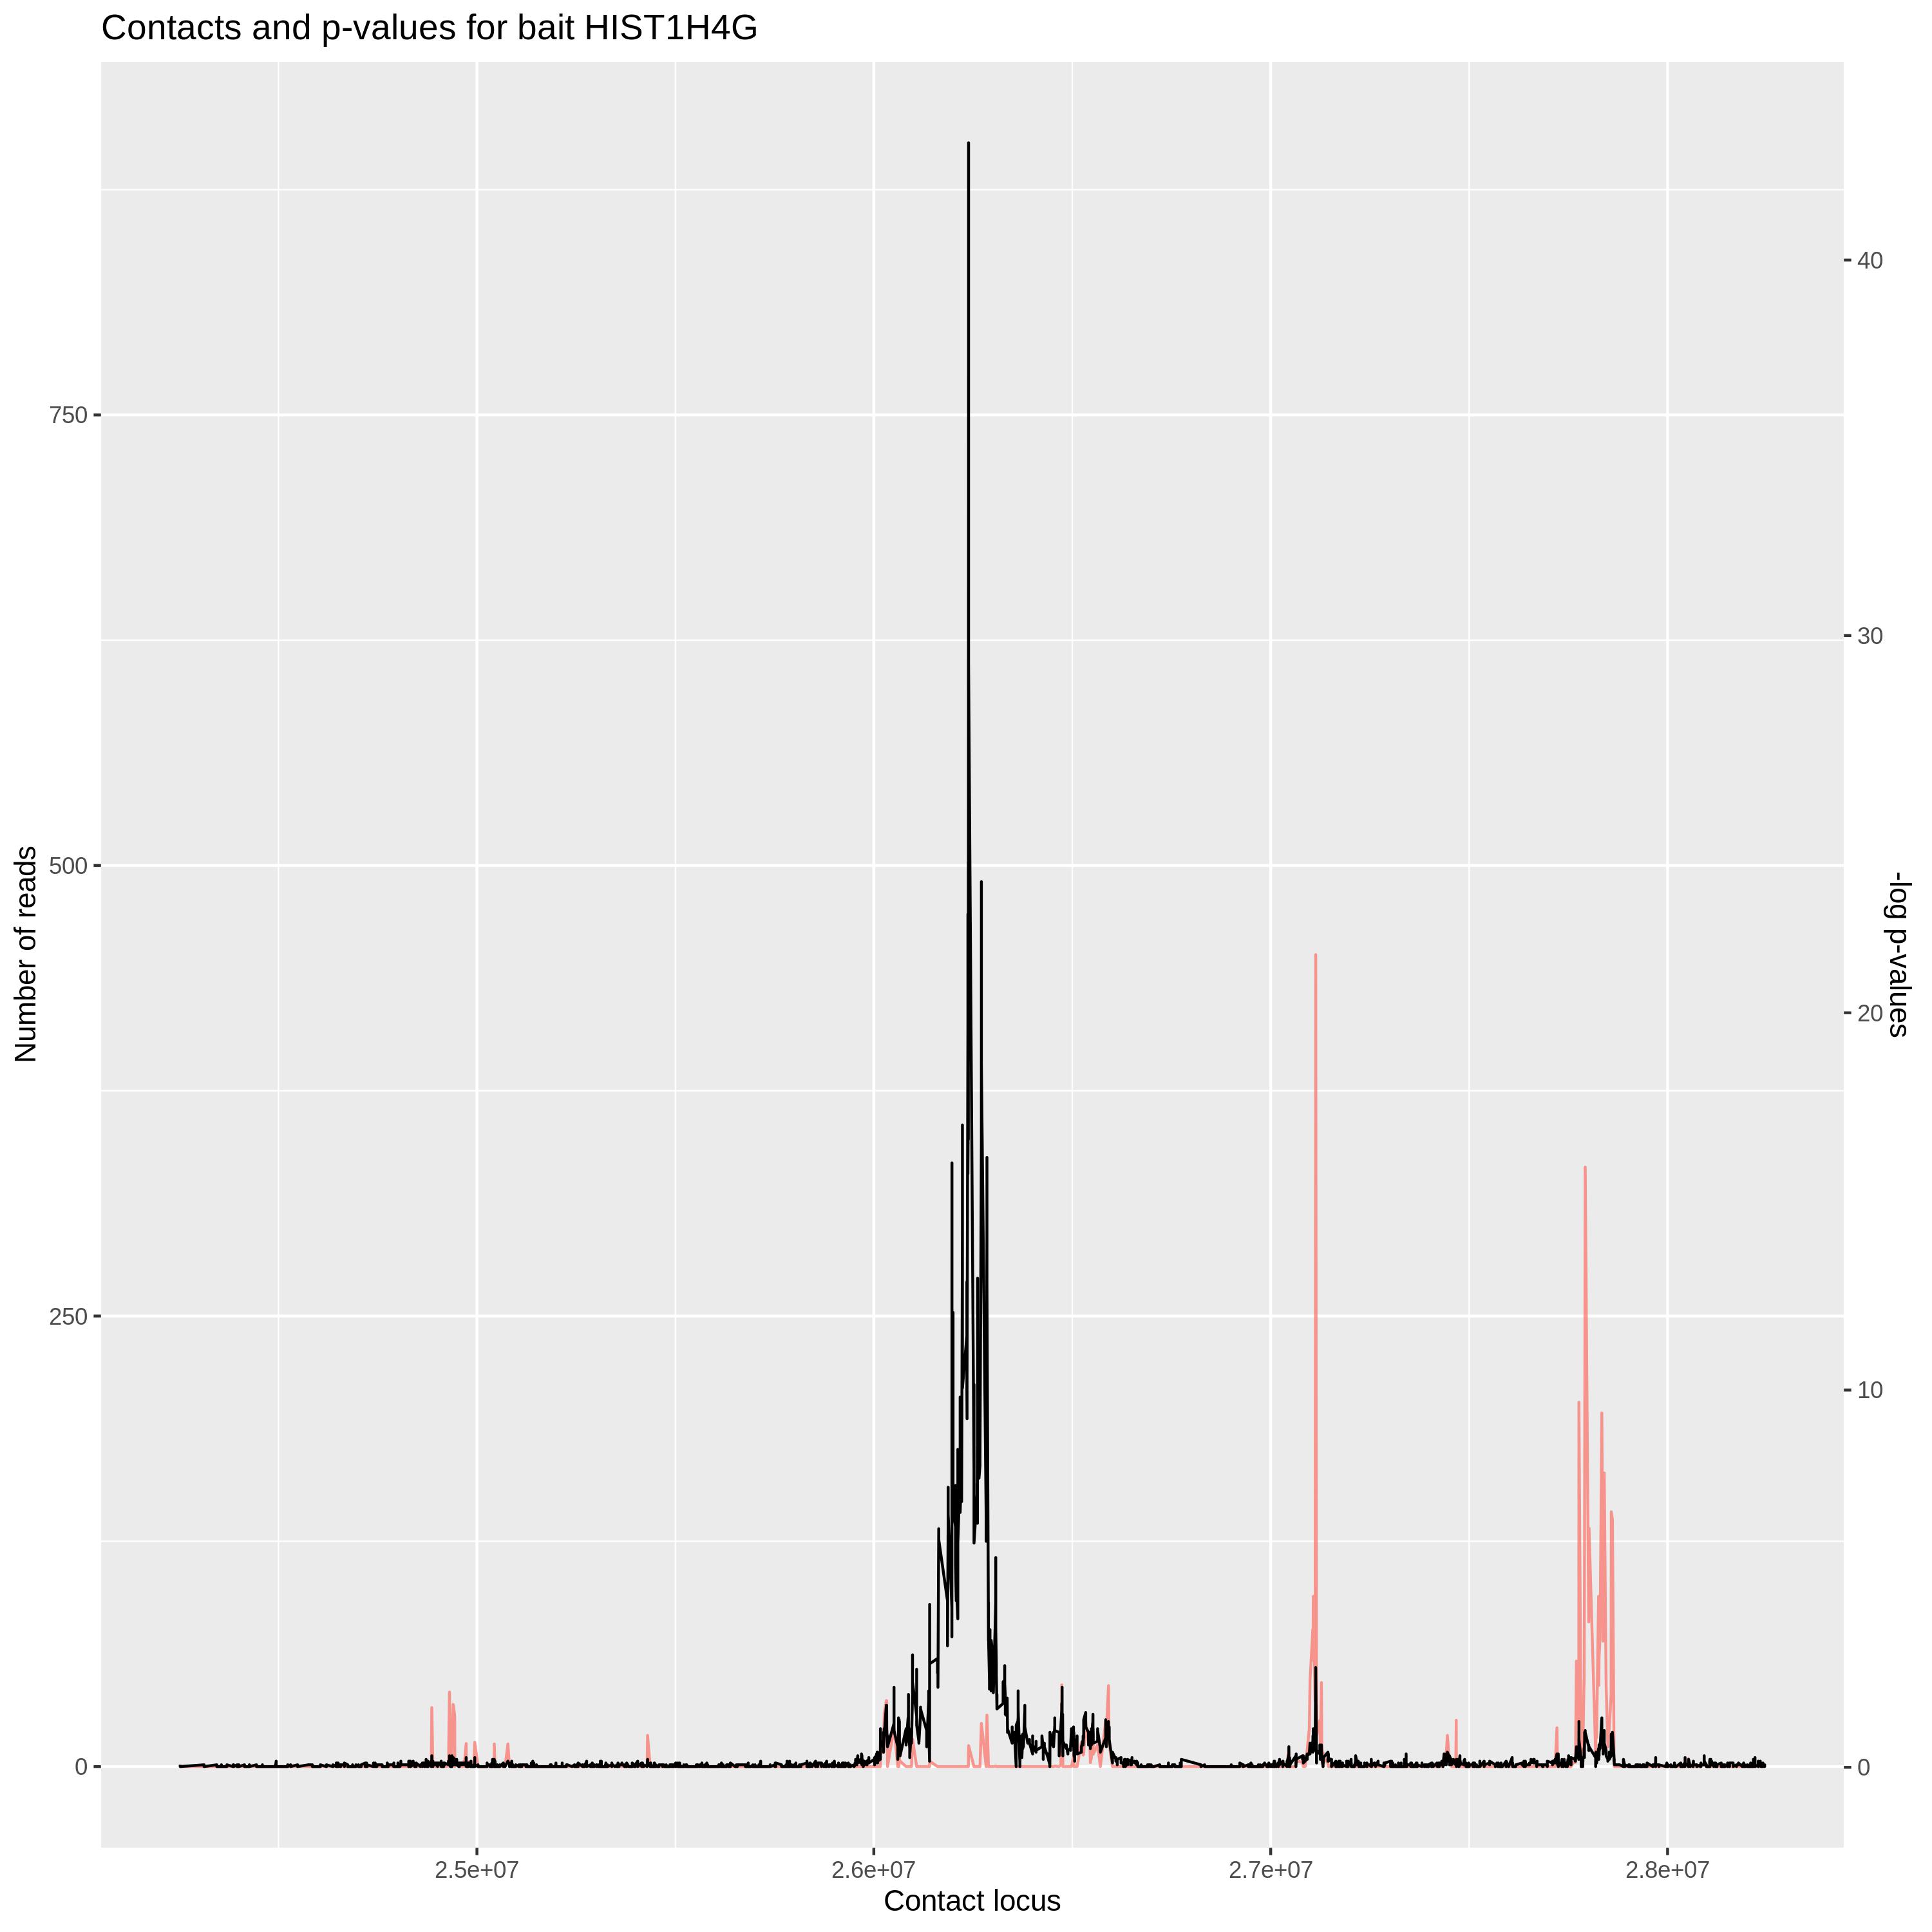 Contacts and p-values for bait HIST1H4G
Number of reads
750
500
250
0
40
30
20
10
0
-log p-values
2.5e+07
2.6e+07
2.7e+07
2.8e+07
Contact locus